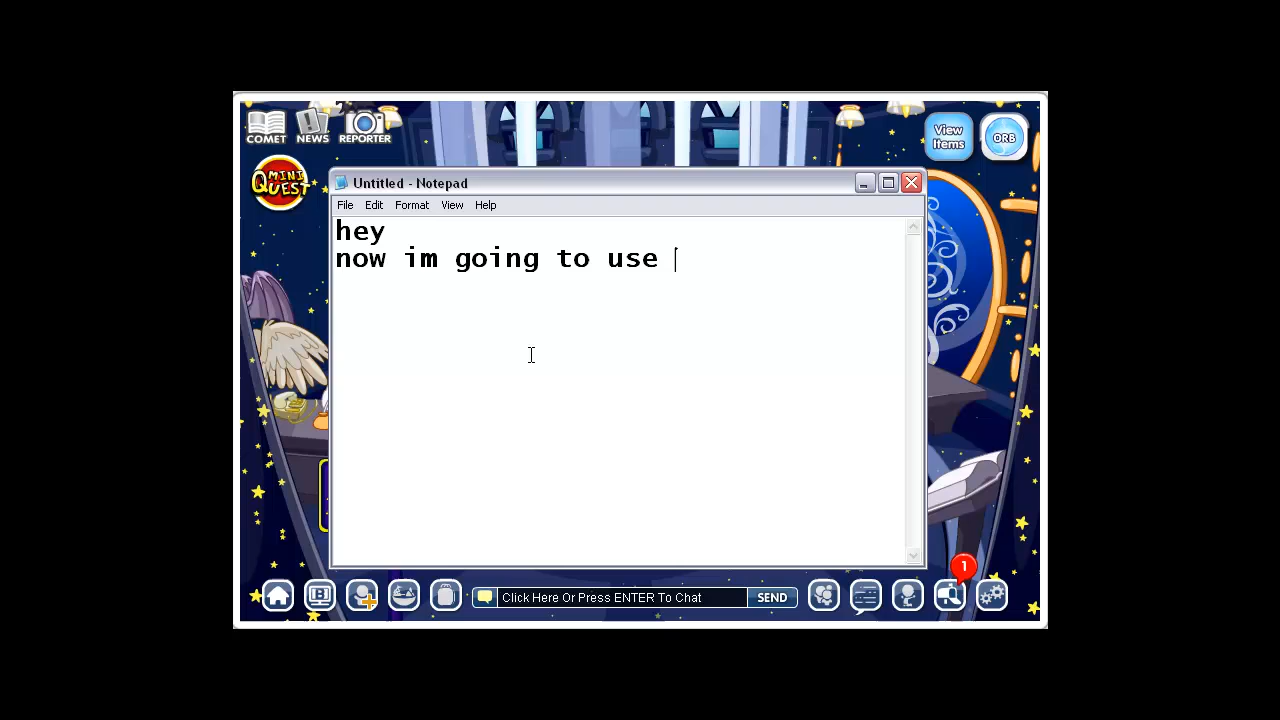 COMET NEWS REPORTER
View Items
ORB
MINI QUEST
Untitled - Notepad
File Edit Format View Help
hey
now im going to use
1
Click Here Or Press ENTER To Chat
SEND